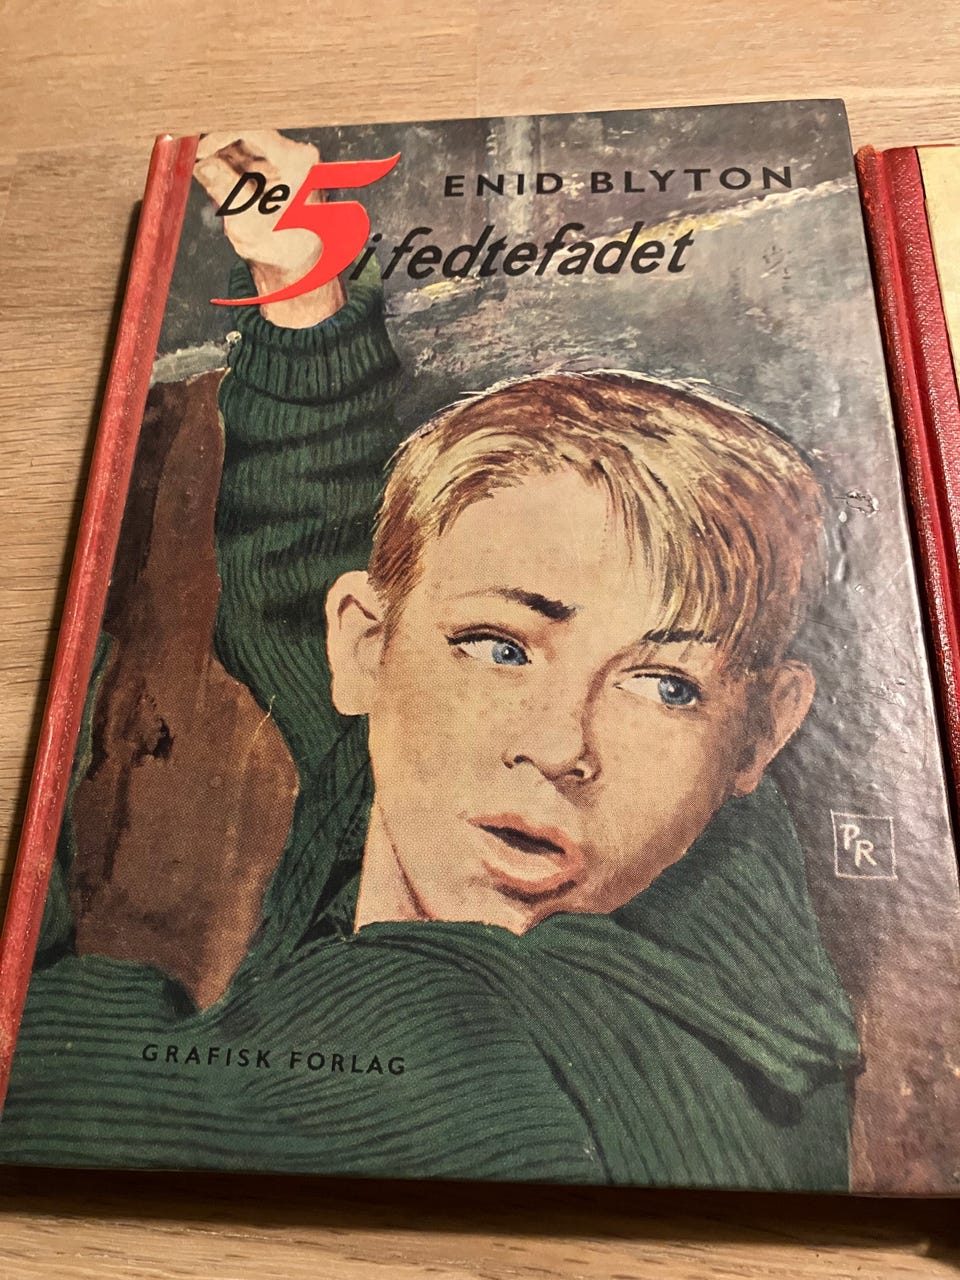 ENID BLYTON
De 5 i fedtefadet
PR
GRAFISK FORLAG